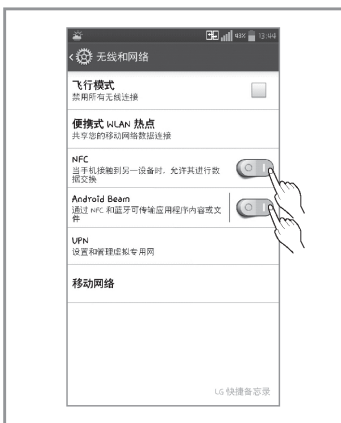 43% 13:44
无线和网络
飞行模式
禁用所有无线连接
便携式 WLAN 热点
共享您的移动网络数据连接
NFC
当手机接触到另一设备时，允许其进行数
据交换
Android Beam
通过 NFC 和蓝牙可传输应用程序内容或文
件
VPN
设置和管理虚拟专用网
移动网络
LG 快捷备忘录